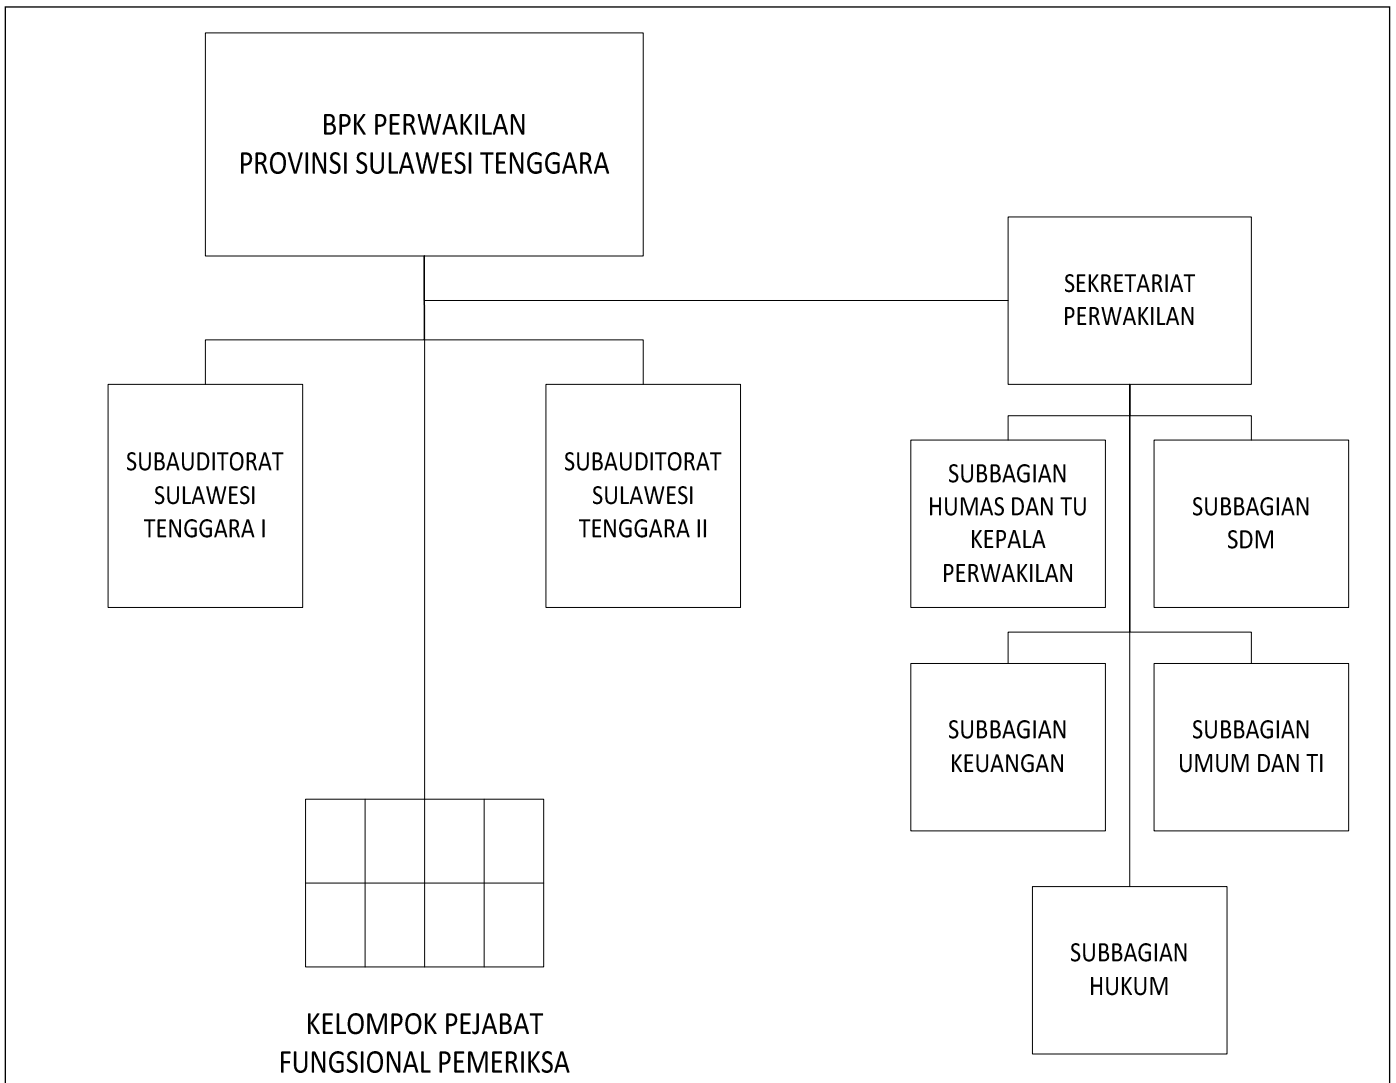 BPK PERWAKILAN
PROVINSI SULAWESI TENGGARA
SEKRETARIAT
PERWAKILAN
SUBAUDITORAT
SULAWESI
TENGGARA I
SUBAUDITORAT
SULAWESI
TENGGARA II
SUBBAGIAN
HUMAS DAN TU
KEPALA
PERWAKILAN
SUBBAGIAN
SDM
SUBBAGIAN
KEUANGAN
SUBBAGIAN
UMUM DAN TI
SUBBAGIAN
HUKUM
KELOMPOK PEJABAT
FUNGSIONAL PEMERIKSA